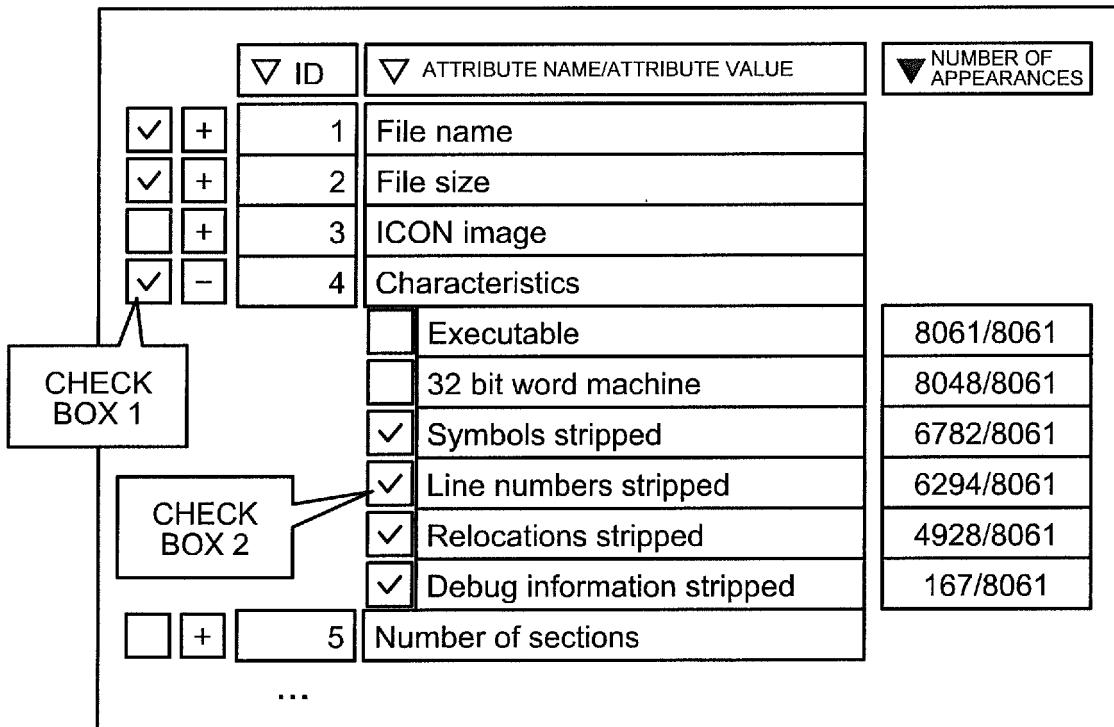 ID
ATTRIBUTE NAME/ATTRIBUTE VALUE
NUMBER OF
APPEARANCES
+ 1 File name
+ 2 File size
+ 3 ICON image
− 4 Characteristics
Executable 8061/8061
32 bit word machine 8048/8061
Symbols stripped 6782/8061
Line numbers stripped 6294/8061
Relocations stripped 4928/8061
Debug information stripped 167/8061
+ 5 Number of sections
...
CHECK
BOX 1
CHECK
BOX 2